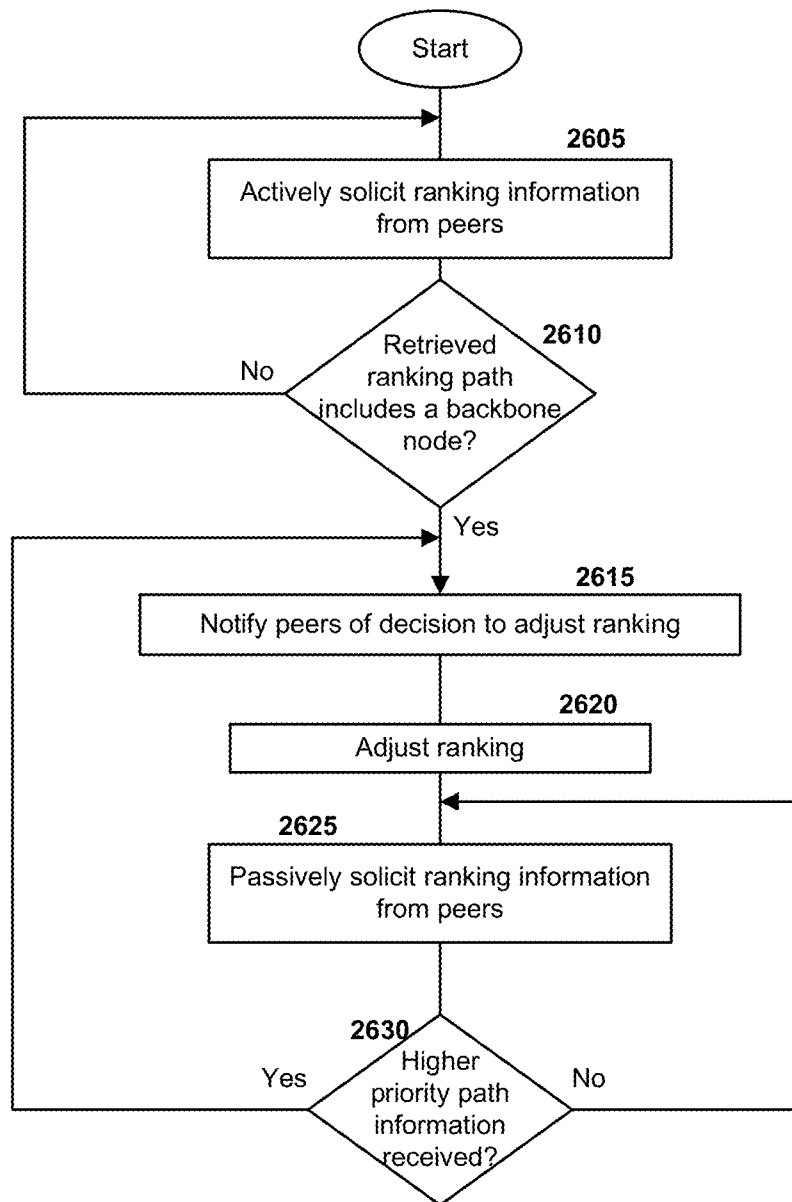 Start
2605
Actively solicit ranking information
from peers
2610
Retrieved
ranking path
includes a backbone
node?
No
Yes
2615
Notify peers of decision to adjust ranking
2620
Adjust ranking
2625
Passively solicit ranking information
from peers
2630
Higher
priority path
information
received?
Yes
No